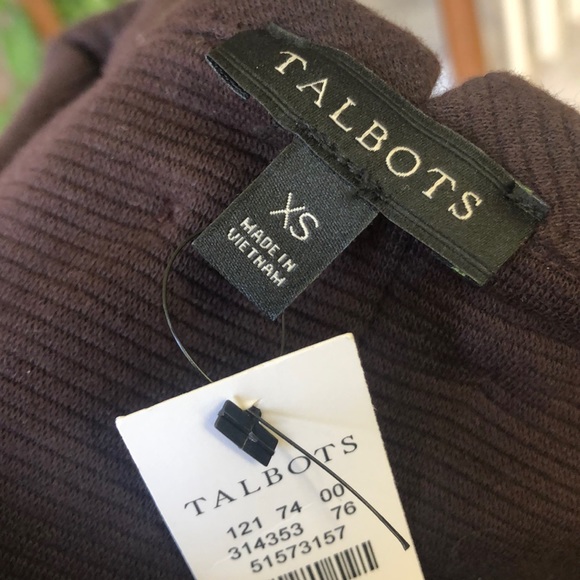 TALBOTS
XS
MADE IN
VIETNAM
TALBOTS
121 74 00
314353 76
51573157